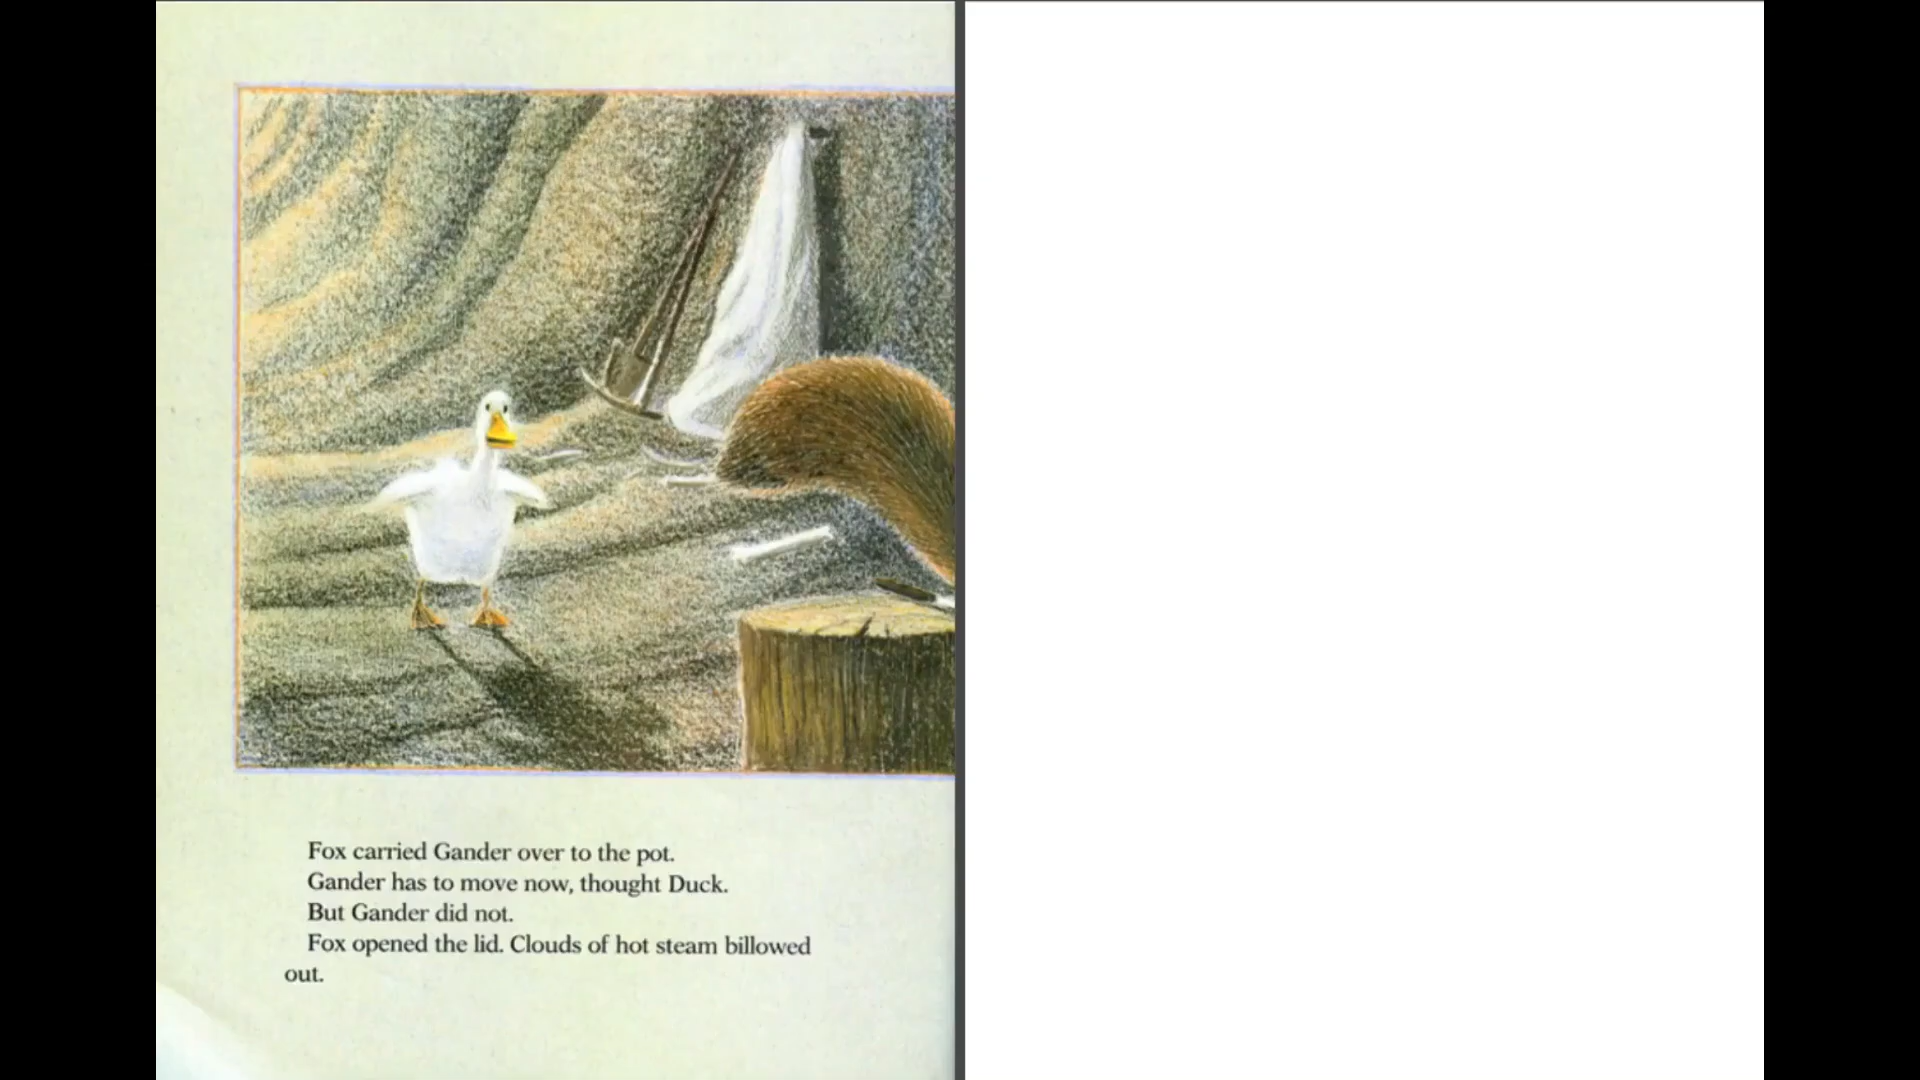 Fox carried Gander over to the pot.
Gander has to move now, thought Duck.
But Gander did not.
Fox opened the lid. Clouds of hot steam billowed
out.